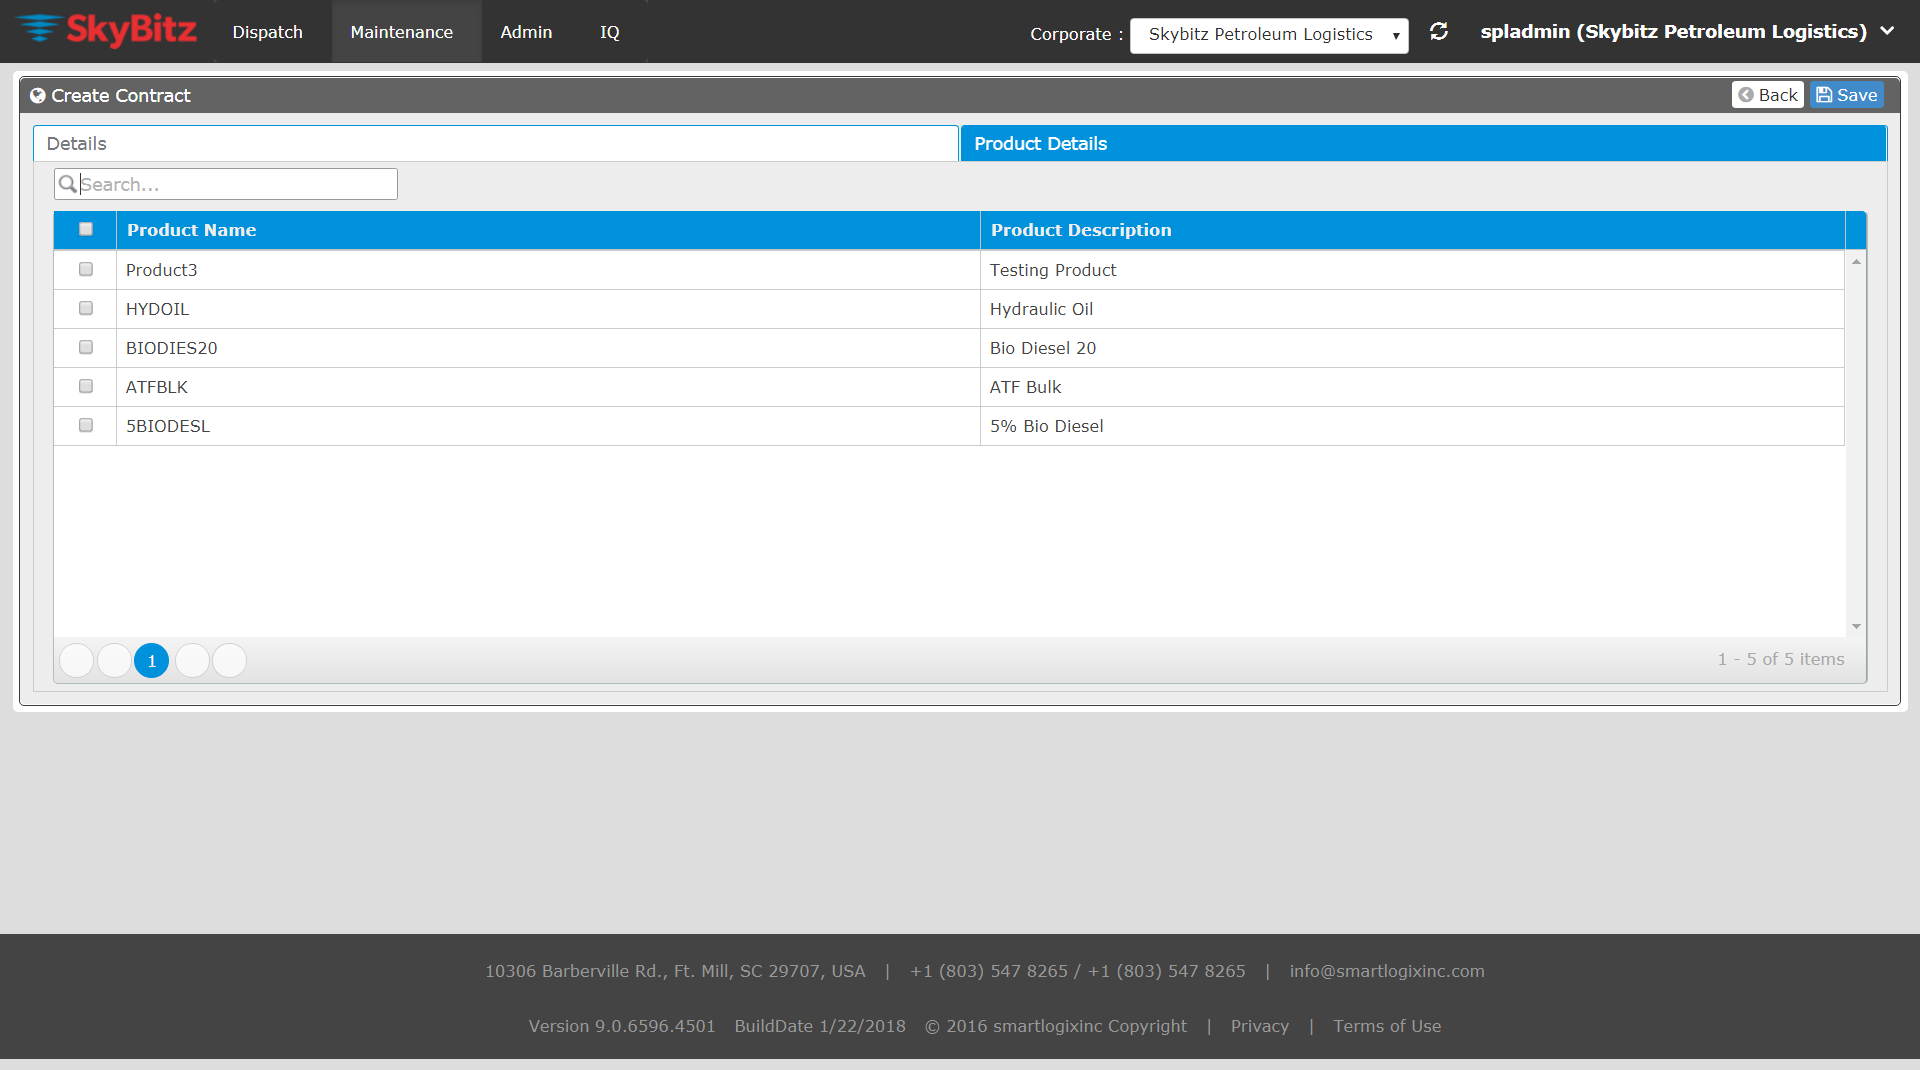 SkyBitz Dispatch Maintenance Admin IQ Corporate : Skybitz Petroleum Logistics spladmin (Skybitz Petroleum Logistics)
Create Contract Back Save
Details Product Details
Search...
Product Name Product Description
Product3 Testing Product
HYDOIL Hydraulic Oil
BIODIES20 Bio Diesel 20
ATFBLK ATF Bulk
5BIODESL 5% Bio Diesel
1 1 - 5 of 5 items
10306 Barberville Rd., Ft. Mill, SC 29707, USA | +1 (803) 547 8265 / +1 (803) 547 8265 | info@smartlogixinc.com
Version 9.0.6596.4501 BuildDate 1/22/2018 © 2016 smartlogixinc Copyright | Privacy | Terms of Use